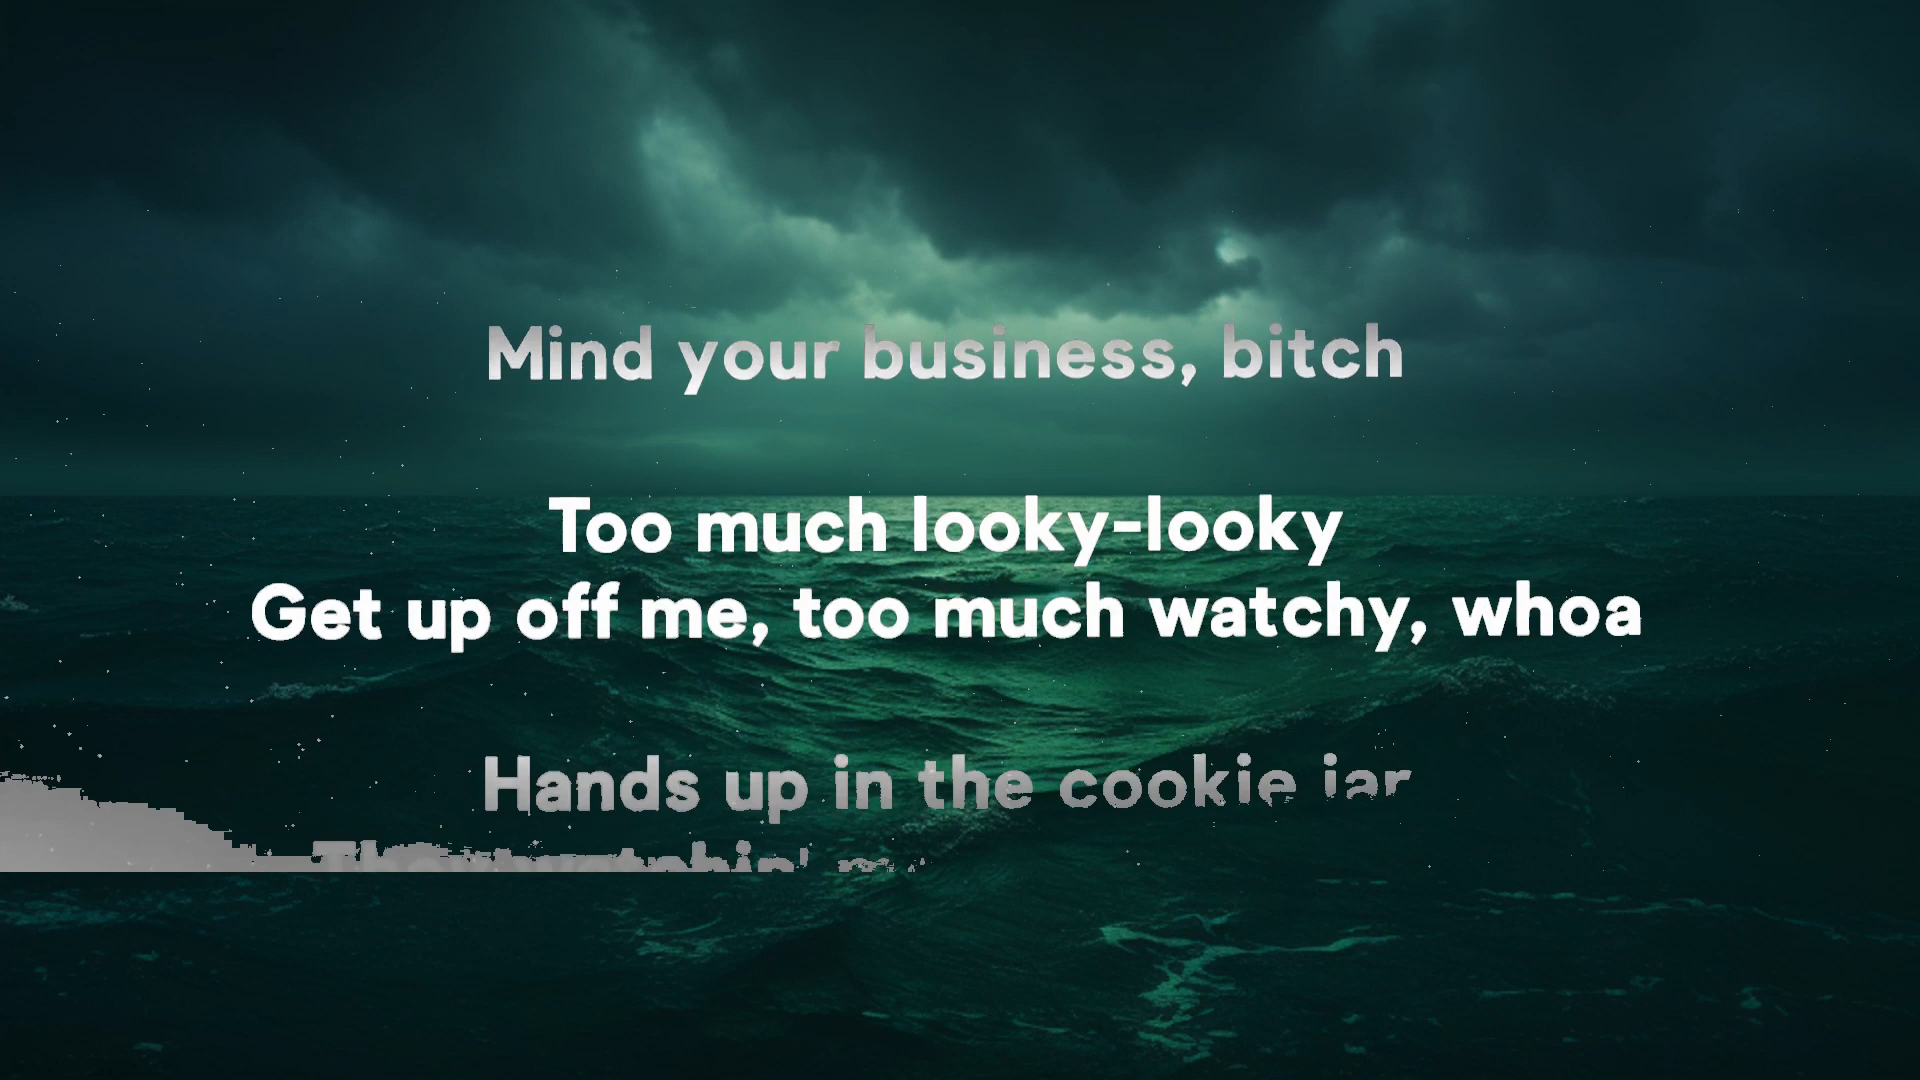 Mind your business, bitch
Too much looky-looky
Get up off me, too much watchy, whoa
Hands up in the cookie jar